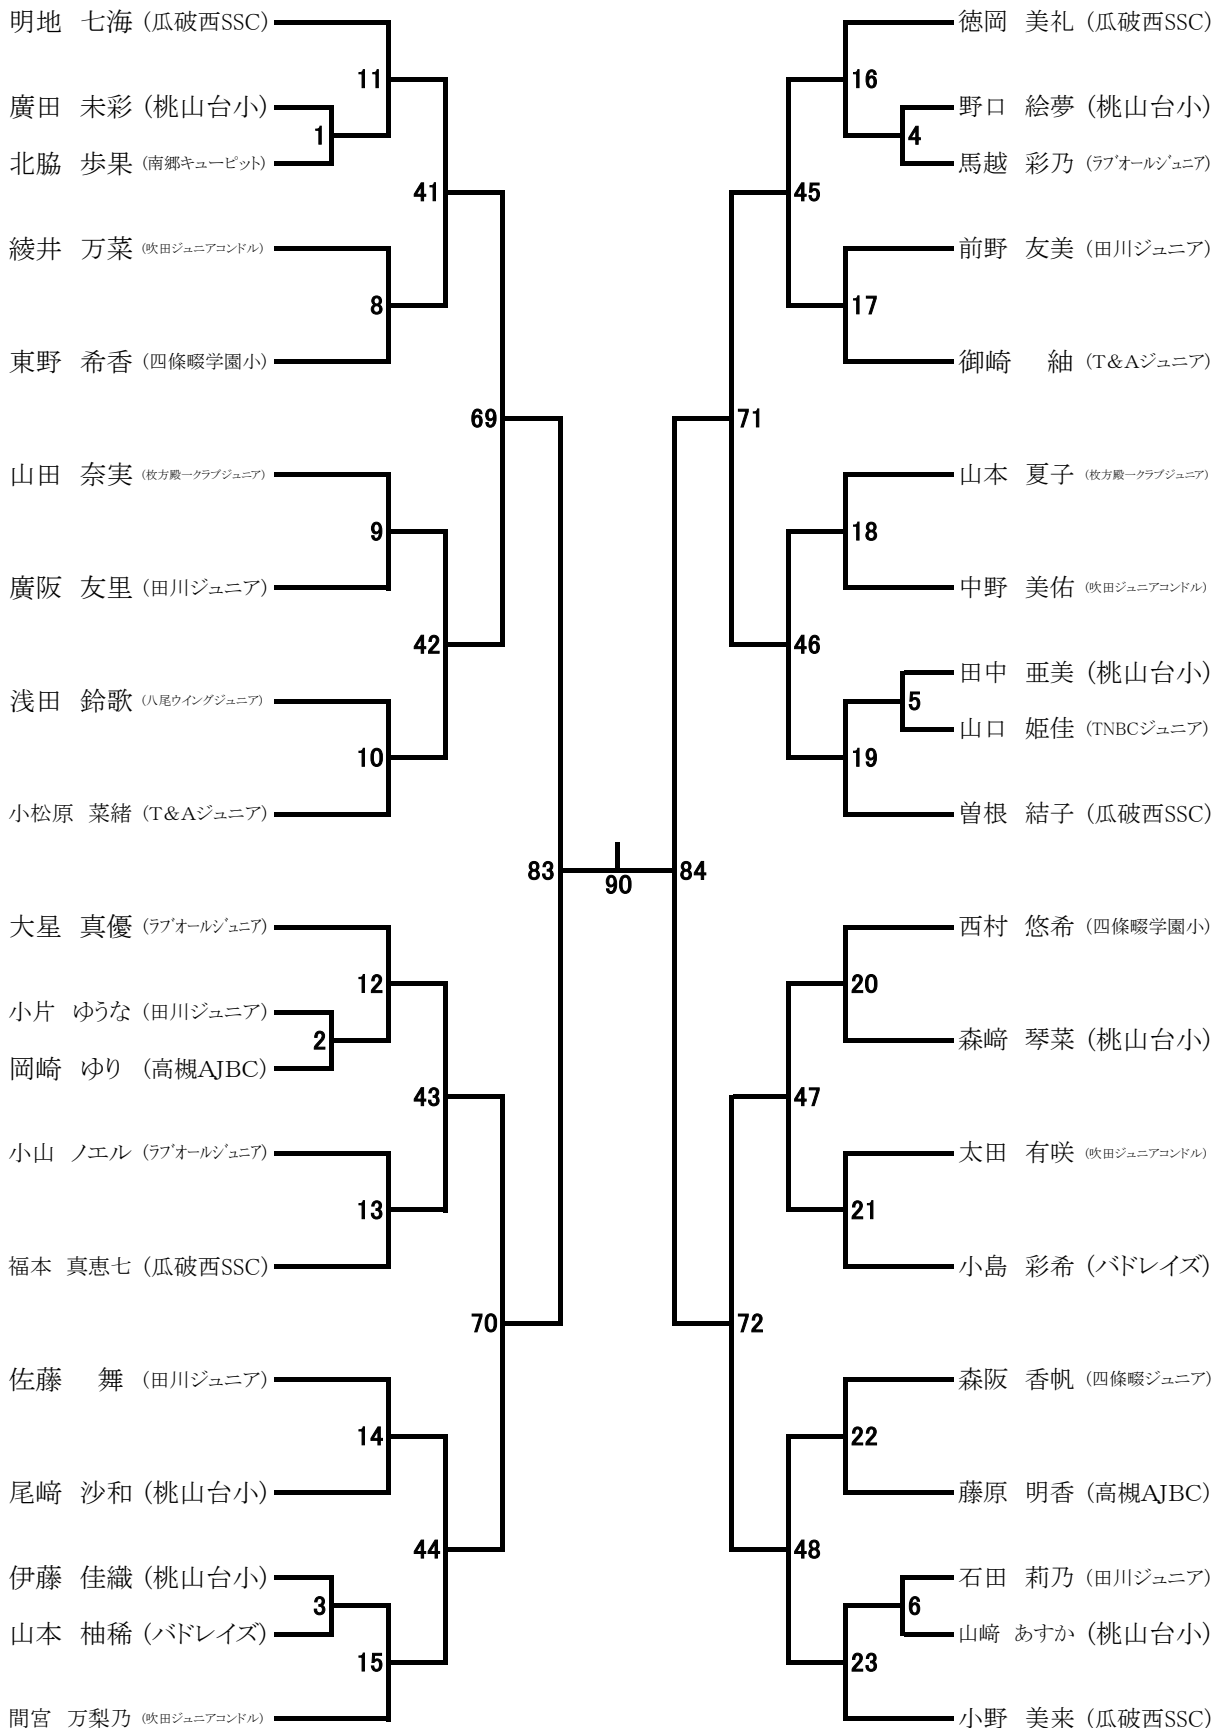 明地 七海 (瓜破西SSC)
11
廣田 未彩 (桃山台小)
1
北脇 歩果 (南郷キューピット)
41
綾井 万菜 (吹田ジュニアコンドル)
8
東野 希香 (四條畷学園小)
69
山田 奈実 (枚方殿一クラブジュニア)
9
廣阪 友里 (田川ジュニア)
42
浅田 鈴歌 (八尾ウイングジュニア)
10
小松原 菜緒 (T&Aジュニア)
83
大星 真優 (ラブオールジュニア)
12
小片 ゆうな (田川ジュニア)
2
岡崎 ゆり (高槻AJBC)
43
小山 ノエル (ラブオールジュニア)
13
福本 真恵七 (瓜破西SSC)
70
佐藤 舞 (田川ジュニア)
14
尾﨑 沙和 (桃山台小)
44
伊藤 佳織 (桃山台小)
3
山本 柚稀 (バドレイズ)
15
間宮 万梨乃 (吹田ジュニアコンドル)
90
徳岡 美礼 (瓜破西SSC)
16
野口 絵夢 (桃山台小)
4
馬越 彩乃 (ラブオールジュニア)
45
前野 友美 (田川ジュニア)
17
御崎 紬 (T&Aジュニア)
71
山本 夏子 (枚方殿一クラブジュニア)
18
中野 美佑 (吹田ジュニアコンドル)
46
田中 亜美 (桃山台小)
5
山口 姫佳 (TNBCジュニア)
19
曽根 結子 (瓜破西SSC)
84
西村 悠希 (四條畷学園小)
20
森﨑 琴菜 (桃山台小)
47
太田 有咲 (吹田ジュニアコンドル)
21
小島 彩希 (バドレイズ)
72
森阪 香帆 (四條畷ジュニア)
22
藤原 明香 (高槻AJBC)
48
石田 莉乃 (田川ジュニア)
6
山﨑 あすか (桃山台小)
23
小野 美来 (瓜破西SSC)